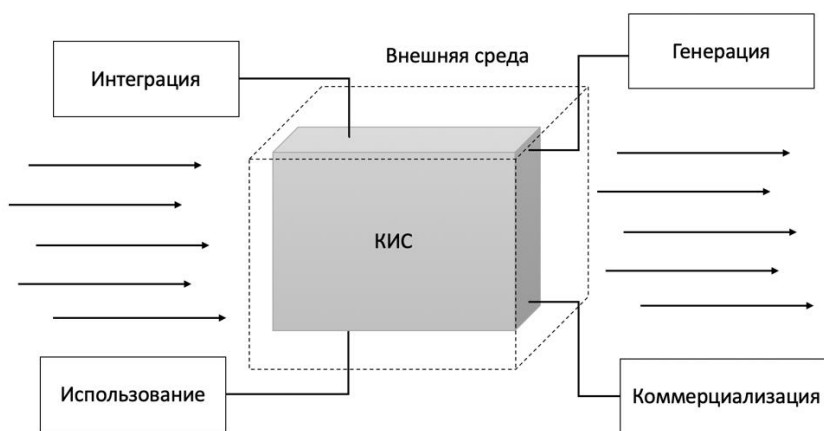 Интеграция
Внешняя среда
Генерация
КИС
Использование
Коммерциализация